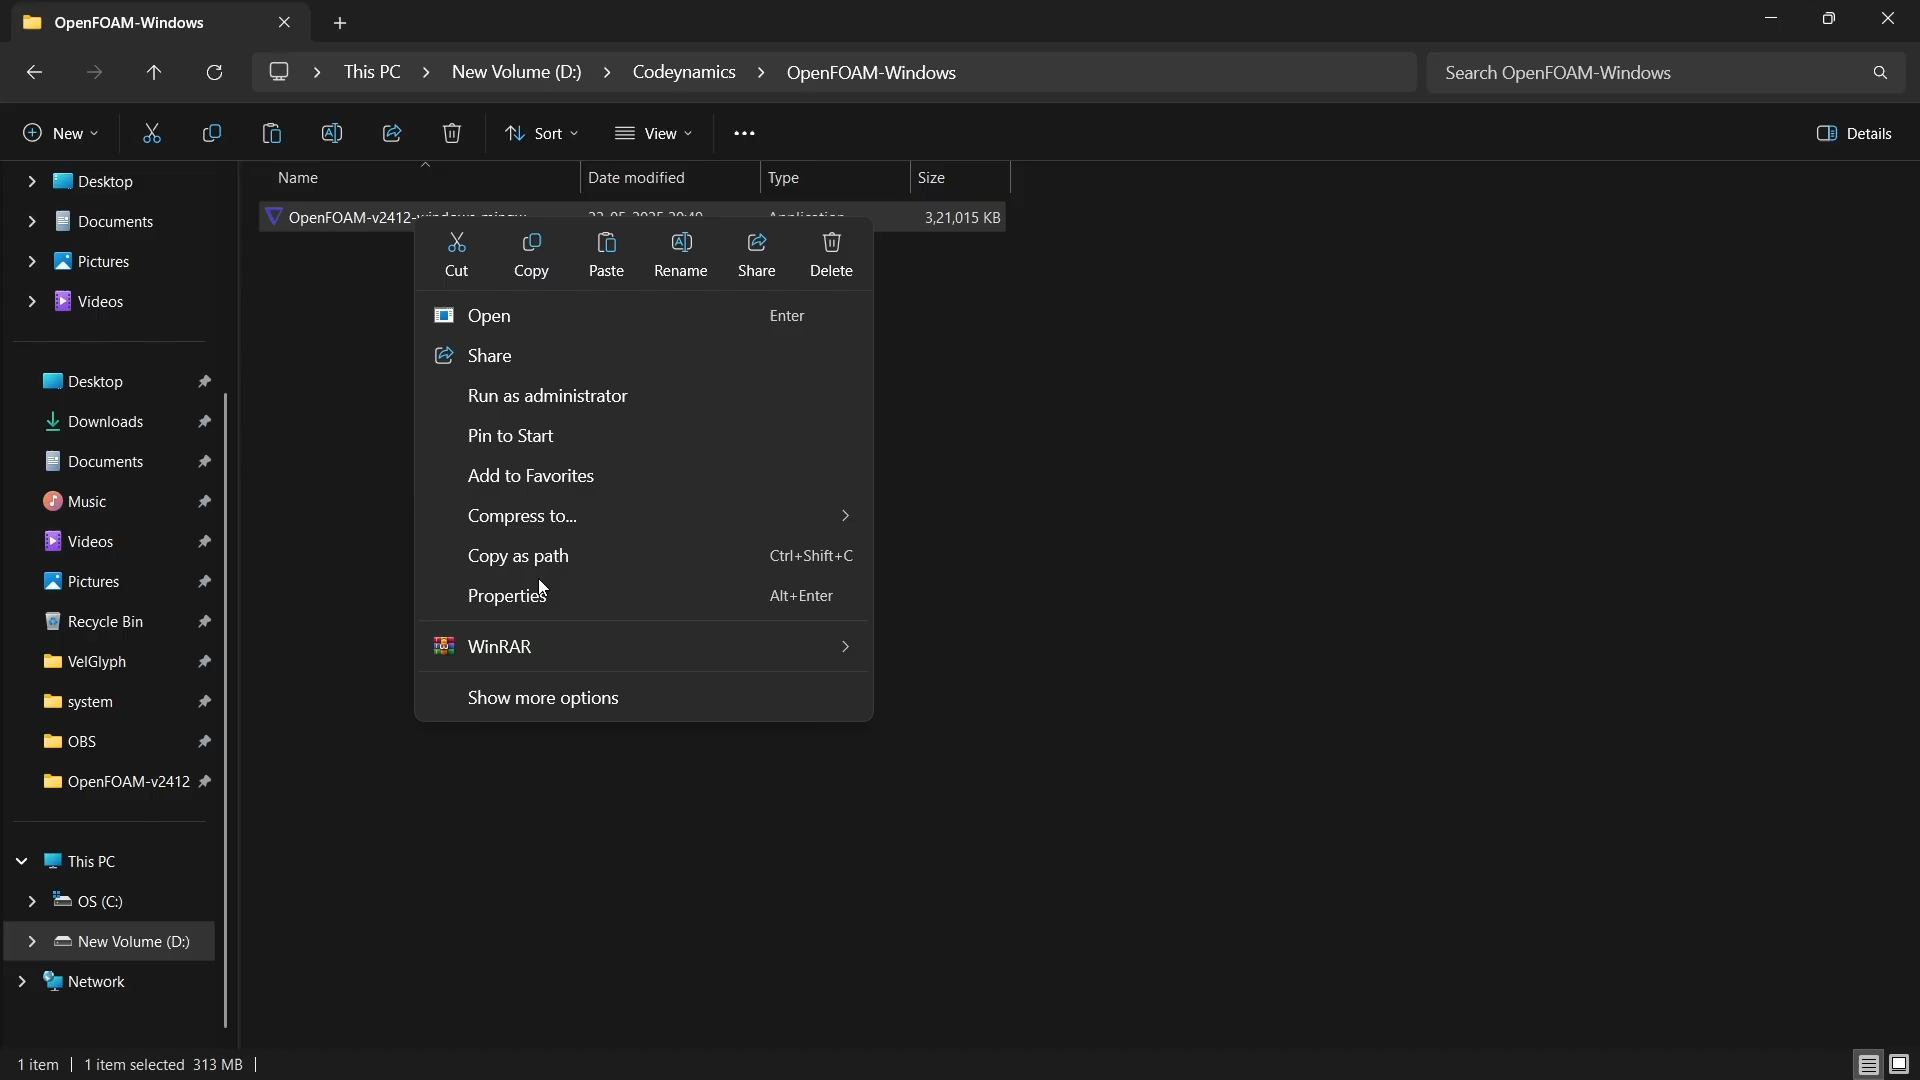 OpenFOAM-Windows
This PC
New Volume (D:)
Codeynamics
OpenFOAM-Windows
Search OpenFOAM-Windows
New
Sort
View
Details
Name
Date modified
Type
Size
OpenFOAM-v2412-
3,21,015 KB
Desktop
Documents
Pictures
Videos
Desktop
Downloads
Documents
Music
Videos
Pictures
Recycle Bin
VelGlyph
system
OBS
OpenFOAM-v2412
This PC
OS (C:)
New Volume (D:)
Network
Cut
Copy
Paste
Rename
Share
Delete
Open Enter
Share
Run as administrator
Pin to Start
Add to Favorites
Compress to...
Copy as path Ctrl+Shift+C
Properties Alt+Enter
WinRAR
Show more options
1 item
1 item selected 313 MB